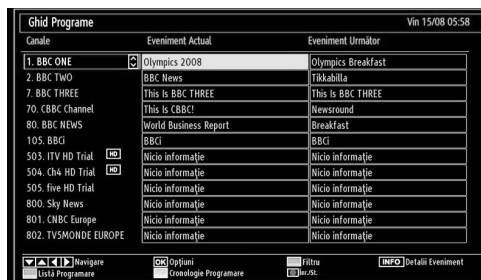 Ghid Programe Vin 15/08 05:58
Canale Eveniment Actual Eveniment Următor
1. BBC ONE Olympics 2008 Olympics Breakfast
2. BBC TWO BBC News Tikkabilla
7. BBC THREE This Is BBC THREE This Is BBC THREE
70. CBBC Channel This Is CBBC! Newsround
80. BBC NEWS World Business Report Breakfast
105. BBCi BBCi BBCi
503. ITV HD Trial HD Nicio informaţie Nicio informaţie
504. Ch4 HD Trial HD Nicio informaţie Nicio informaţie
505. five HD Trial Nicio informaţie Nicio informaţie
800. Sky News Nicio informaţie Nicio informaţie
801. CNBC Europe Nicio informaţie Nicio informaţie
802. TV5MONDE EUROPE Nicio informaţie Nicio informaţie
Navigare OK Opţiuni Filtru INFO Detalii Eveniment
Listă Programare Cronologie Programare Înr./St.